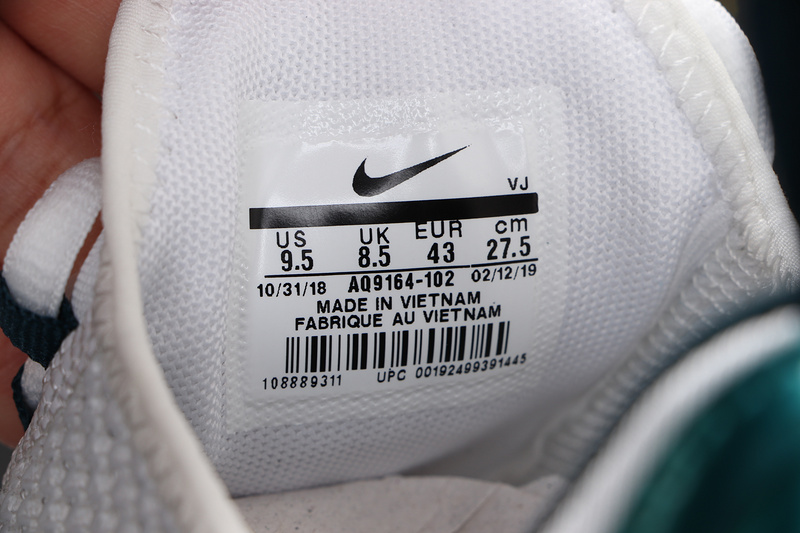 VJ
US UK EUR cm
9.5 8.5 43 27.5
10/31/18 AQ9164-102 02/12/19
MADE IN VIETNAM
FABRIQUE AU VIETNAM
108889311 UPC 00192499391445